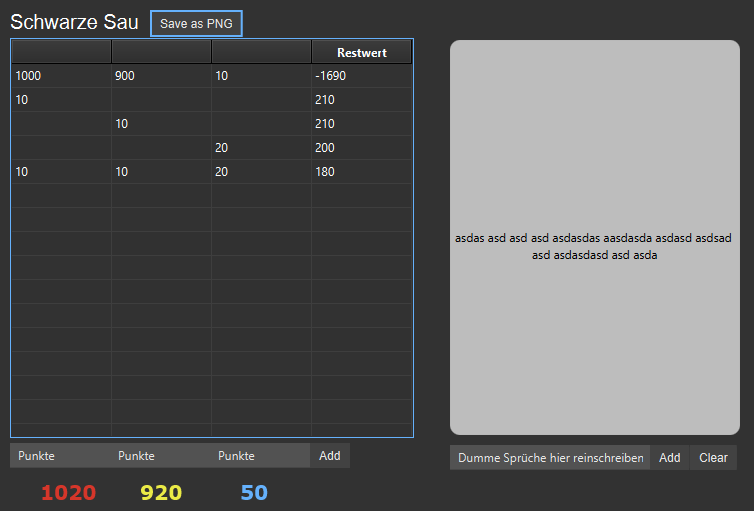 Schwarze Sau Save as PNG
Restwert
1000 900 10 -1690
10 210
10 210
20 200
10 10 20 180
asdas asd asd asd asdasdas aasdasda asdasd asdsad
asd asdasdasd asd asda
Punkte Punkte Punkte Add
Dumme Sprüche hier reinschreiben Add Clear
1020 920 50